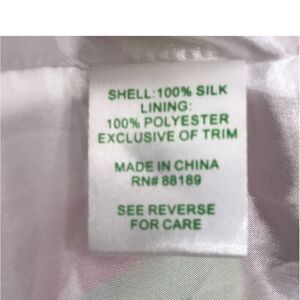 SHELL: 100% SILK
LINING:
100% POLYESTER
EXCLUSIVE OF TRIM
MADE IN CHINA
RN# 88189
SEE REVERSE
FOR CARE